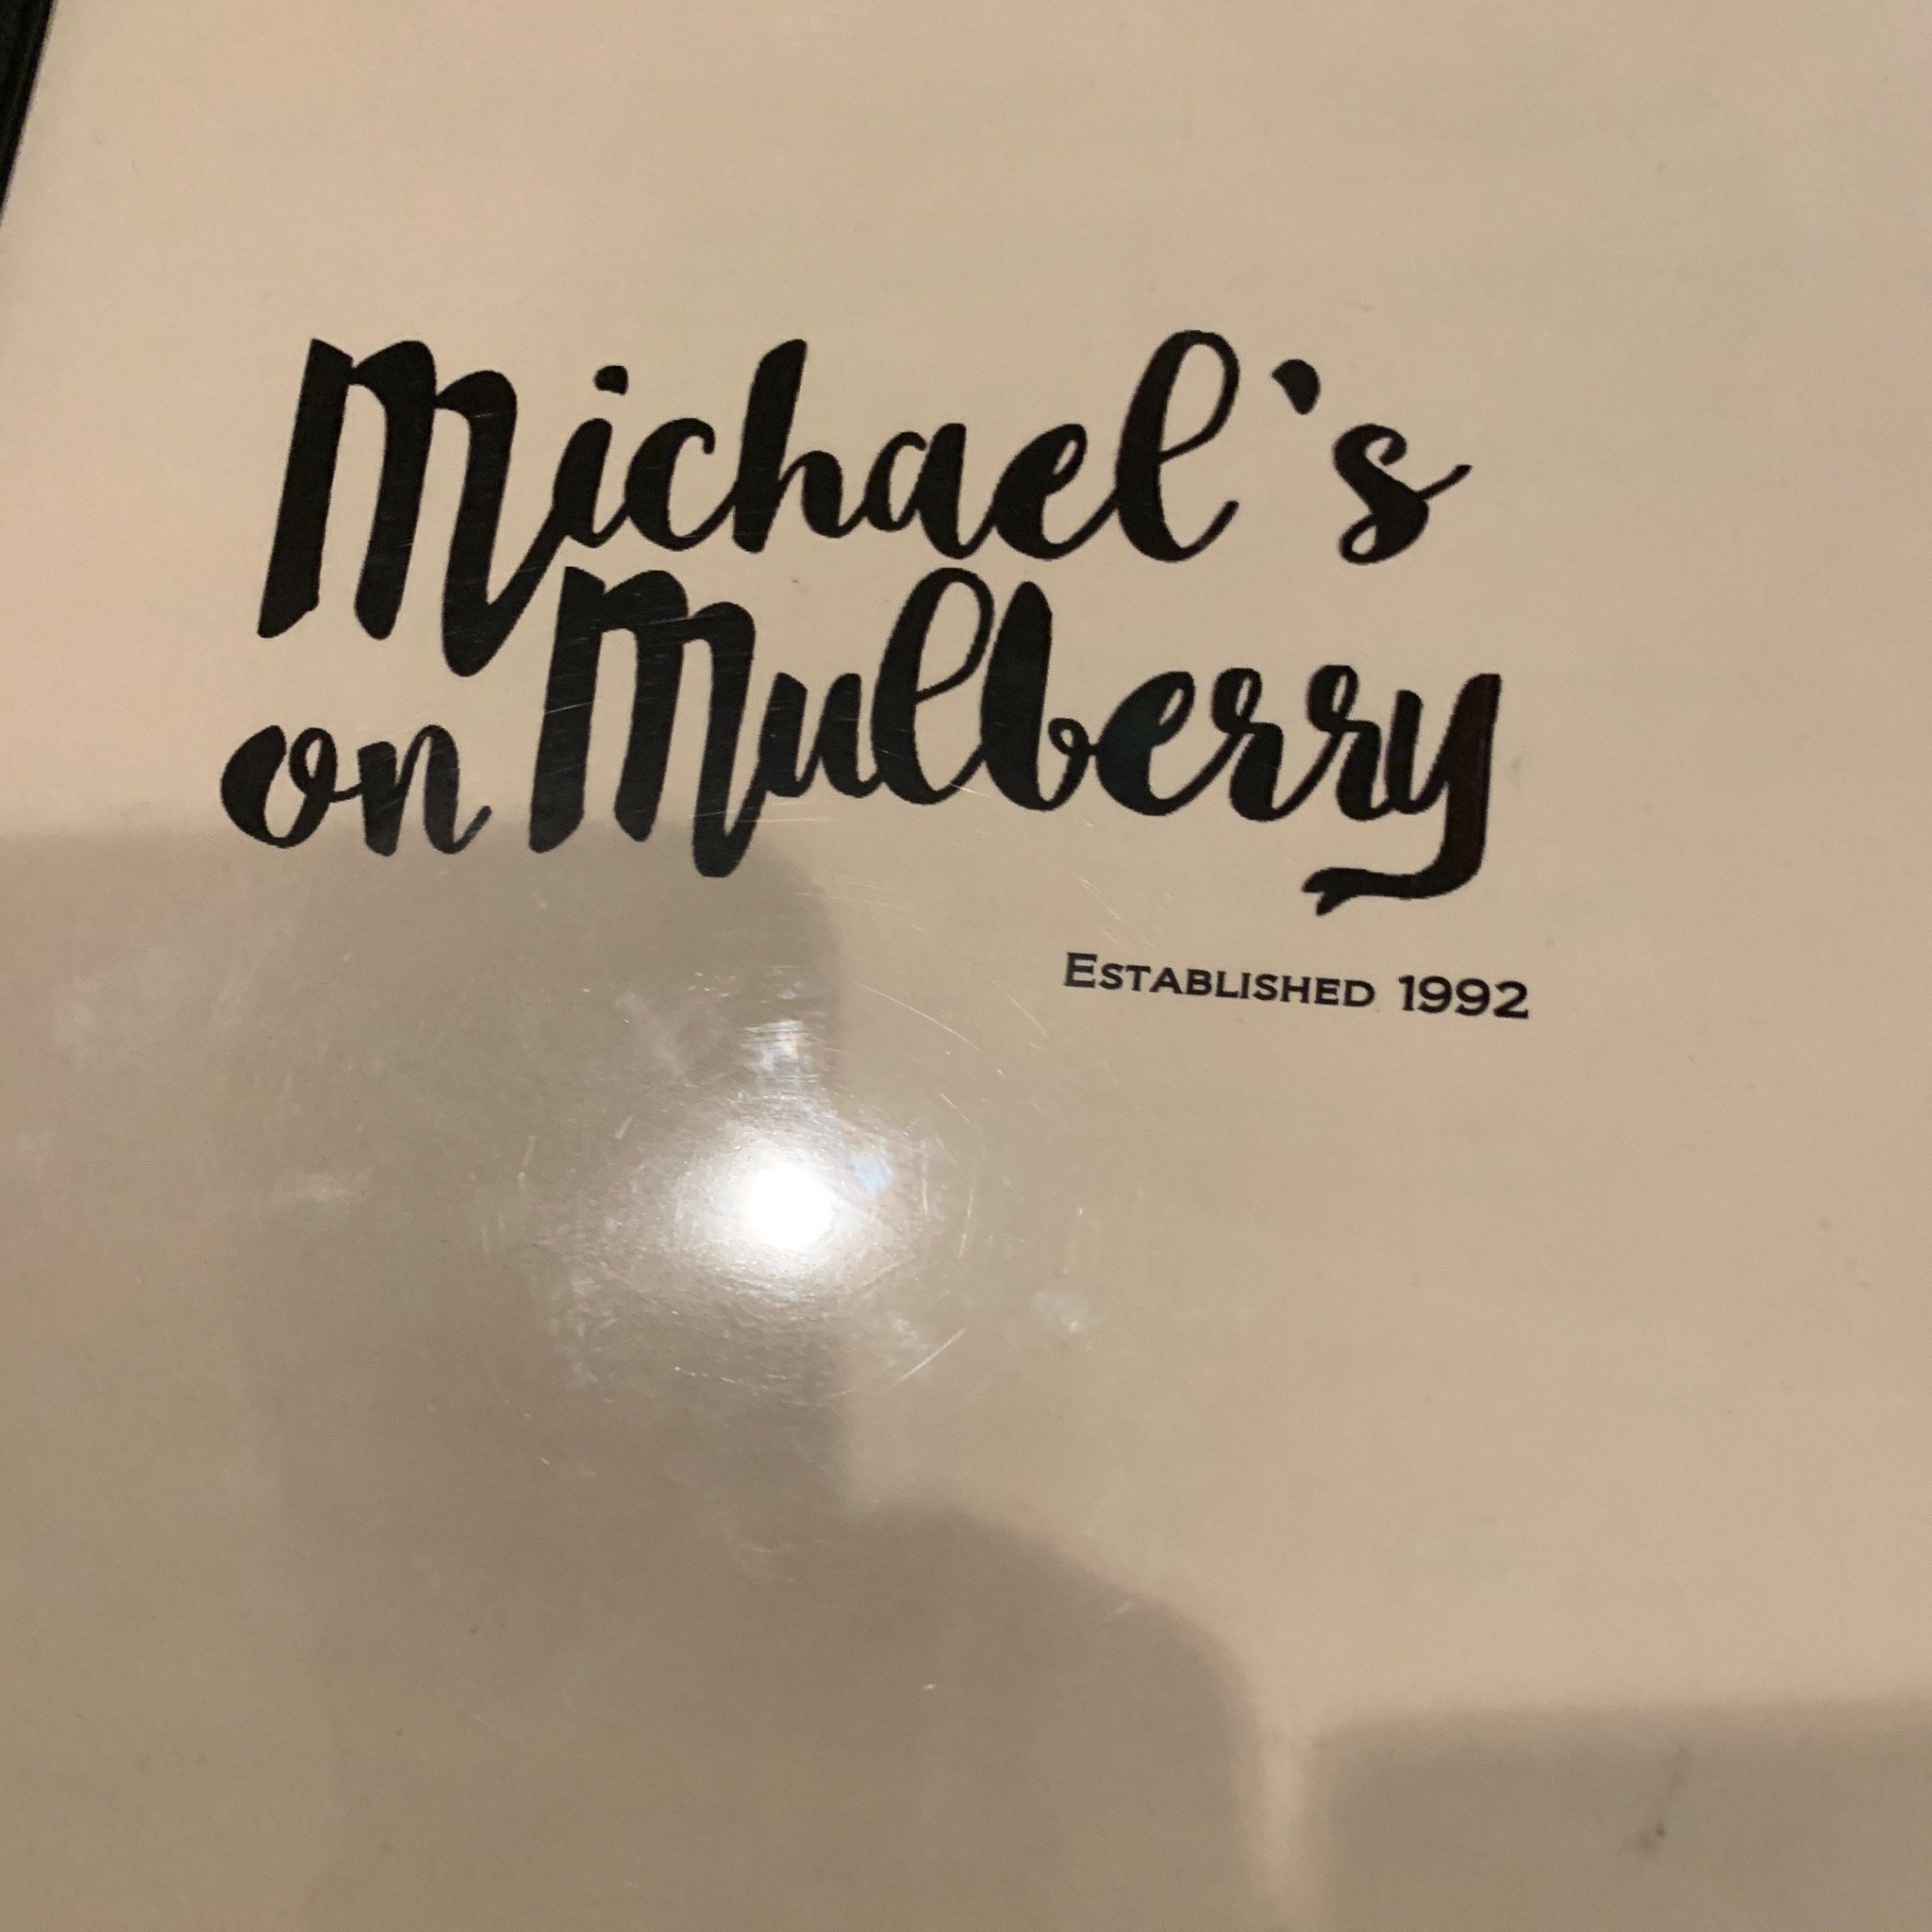 Michael's
on Mulberry
Established 1992